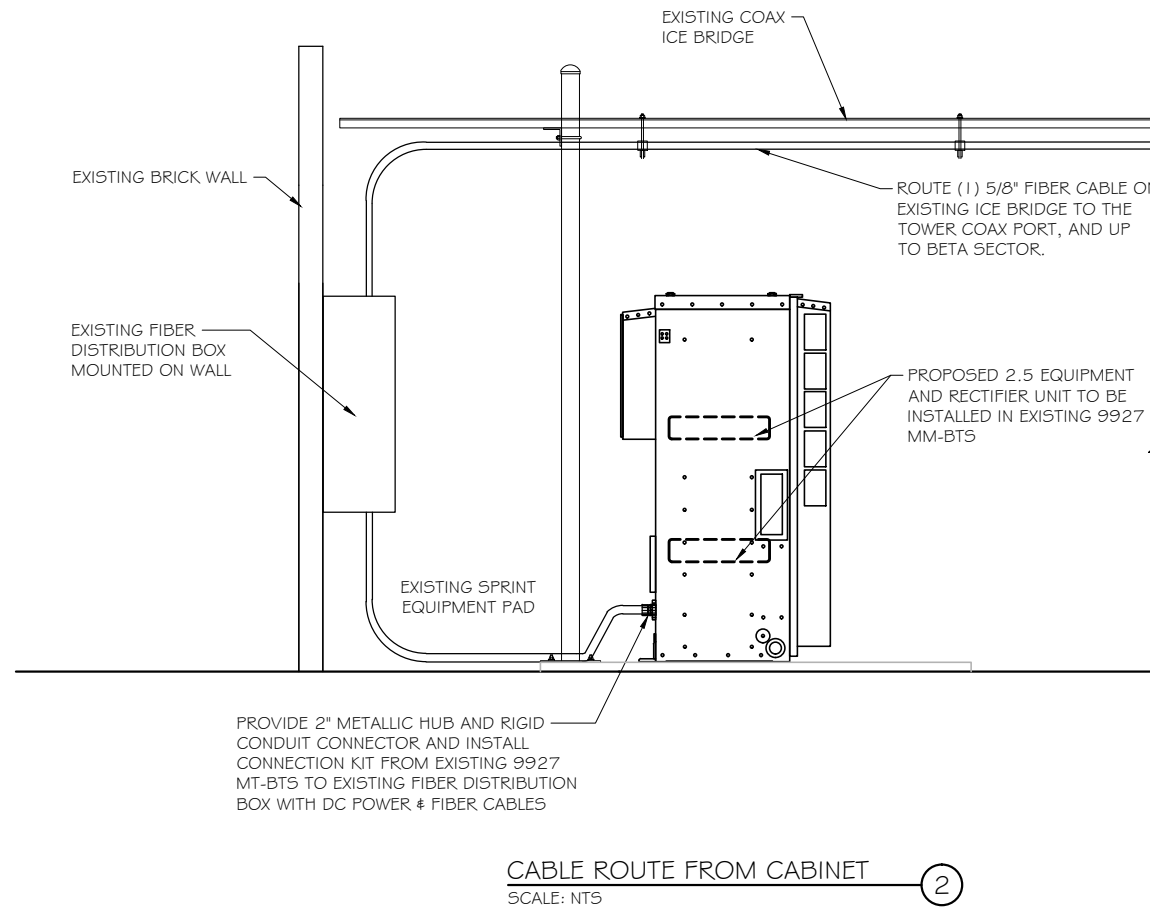 EXISTING COAX
ICE BRIDGE
EXISTING BRICK WALL
ROUTE (1) 5/8" FIBER CABLE
EXISTING ICE BRIDGE TO THE
TOWER COAX PORT, AND UP
TO BETA SECTOR.
EXISTING FIBER
DISTRIBUTION BOX
MOUNTED ON WALL
PROPOSED 2.5 EQUIPMENT
AND RECTIFIER UNIT TO BE
INSTALLED IN EXISTING 9927
MM-BTS
EXISTING SPRINT
EQUIPMENT PAD
PROVIDE 2" METALLIC HUB AND RIGID
CONDUIT CONNECTOR AND INSTALL
CONNECTION KIT FROM EXISTING 9927
MT-BTS TO EXISTING FIBER DISTRIBUTION
BOX WITH DC POWER & FIBER CABLES
CABLE ROUTE FROM CABINET
2
SCALE: NTS